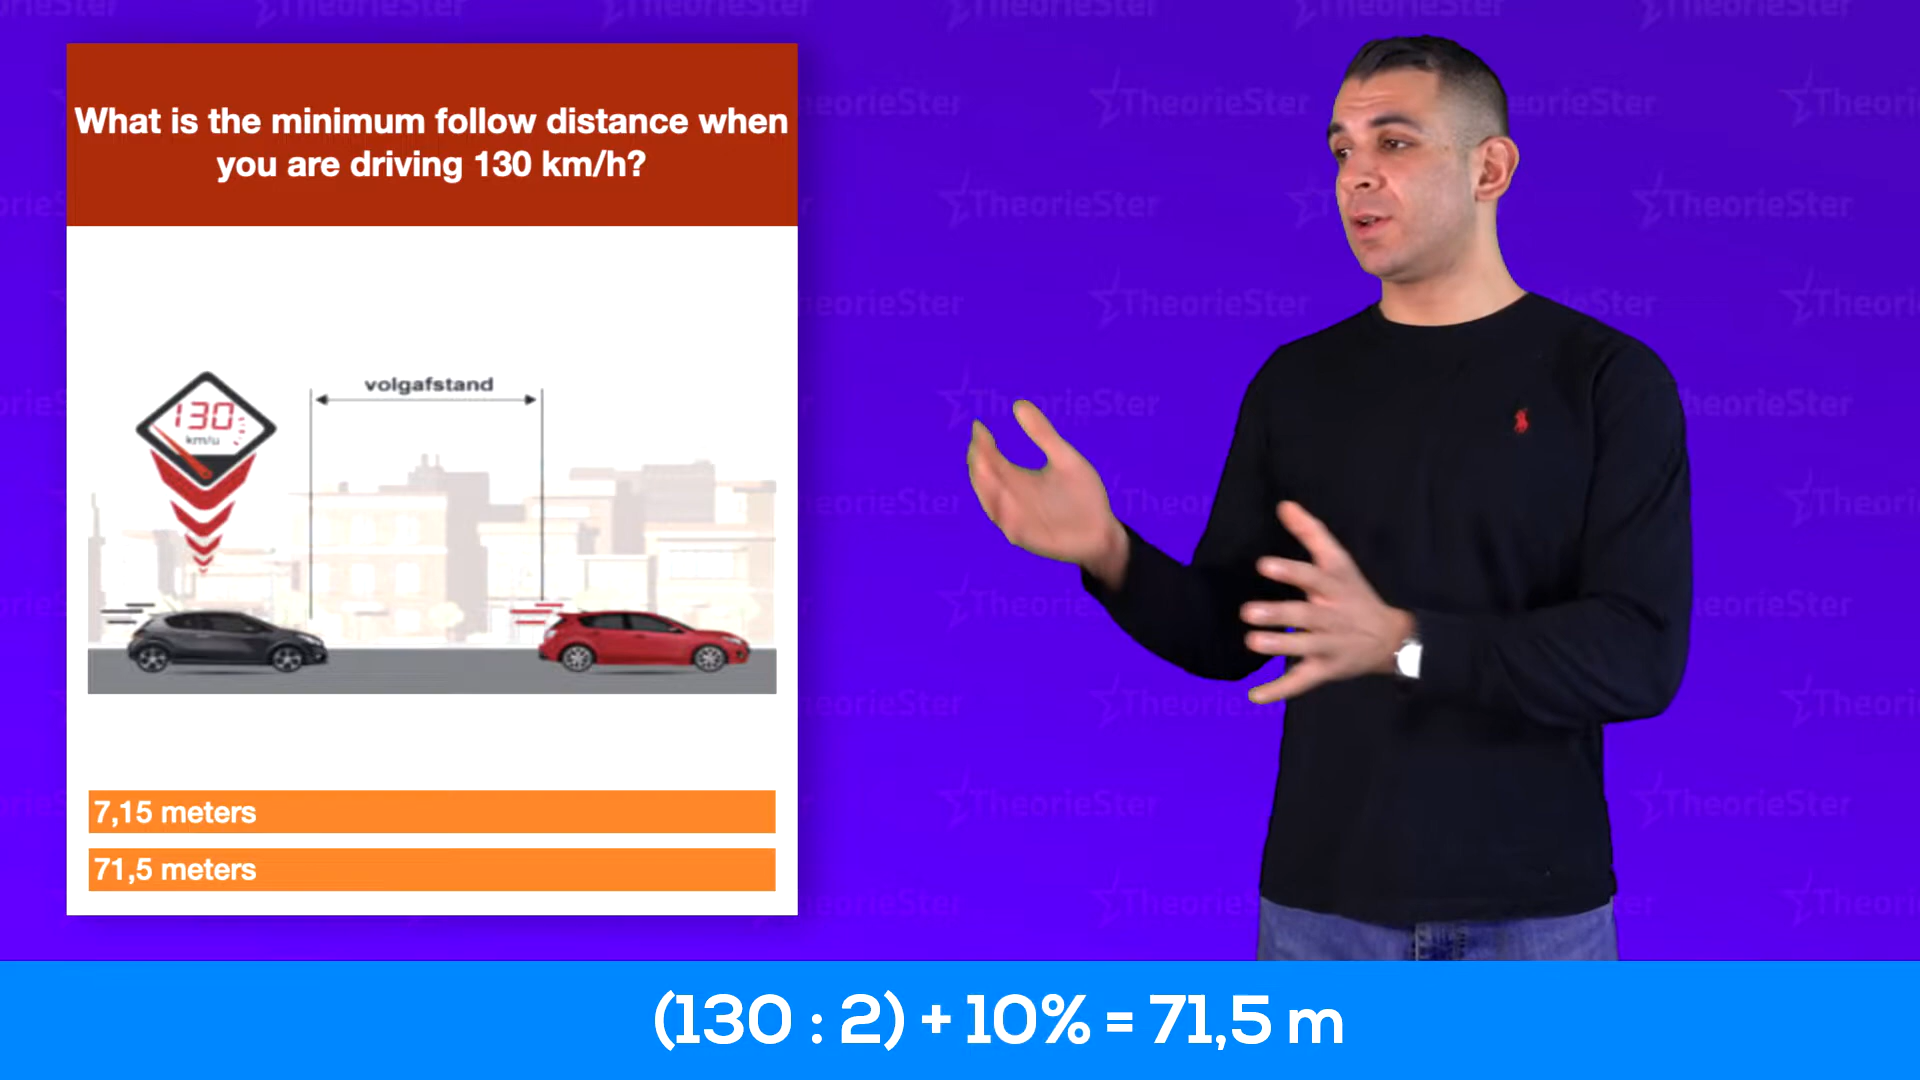 What is the minimum follow distance when
you are driving 130 km/h?
volgafstand
130
km/u
7,15 meters
71,5 meters
(130 : 2) + 10% = 71,5 m
TheorieSter